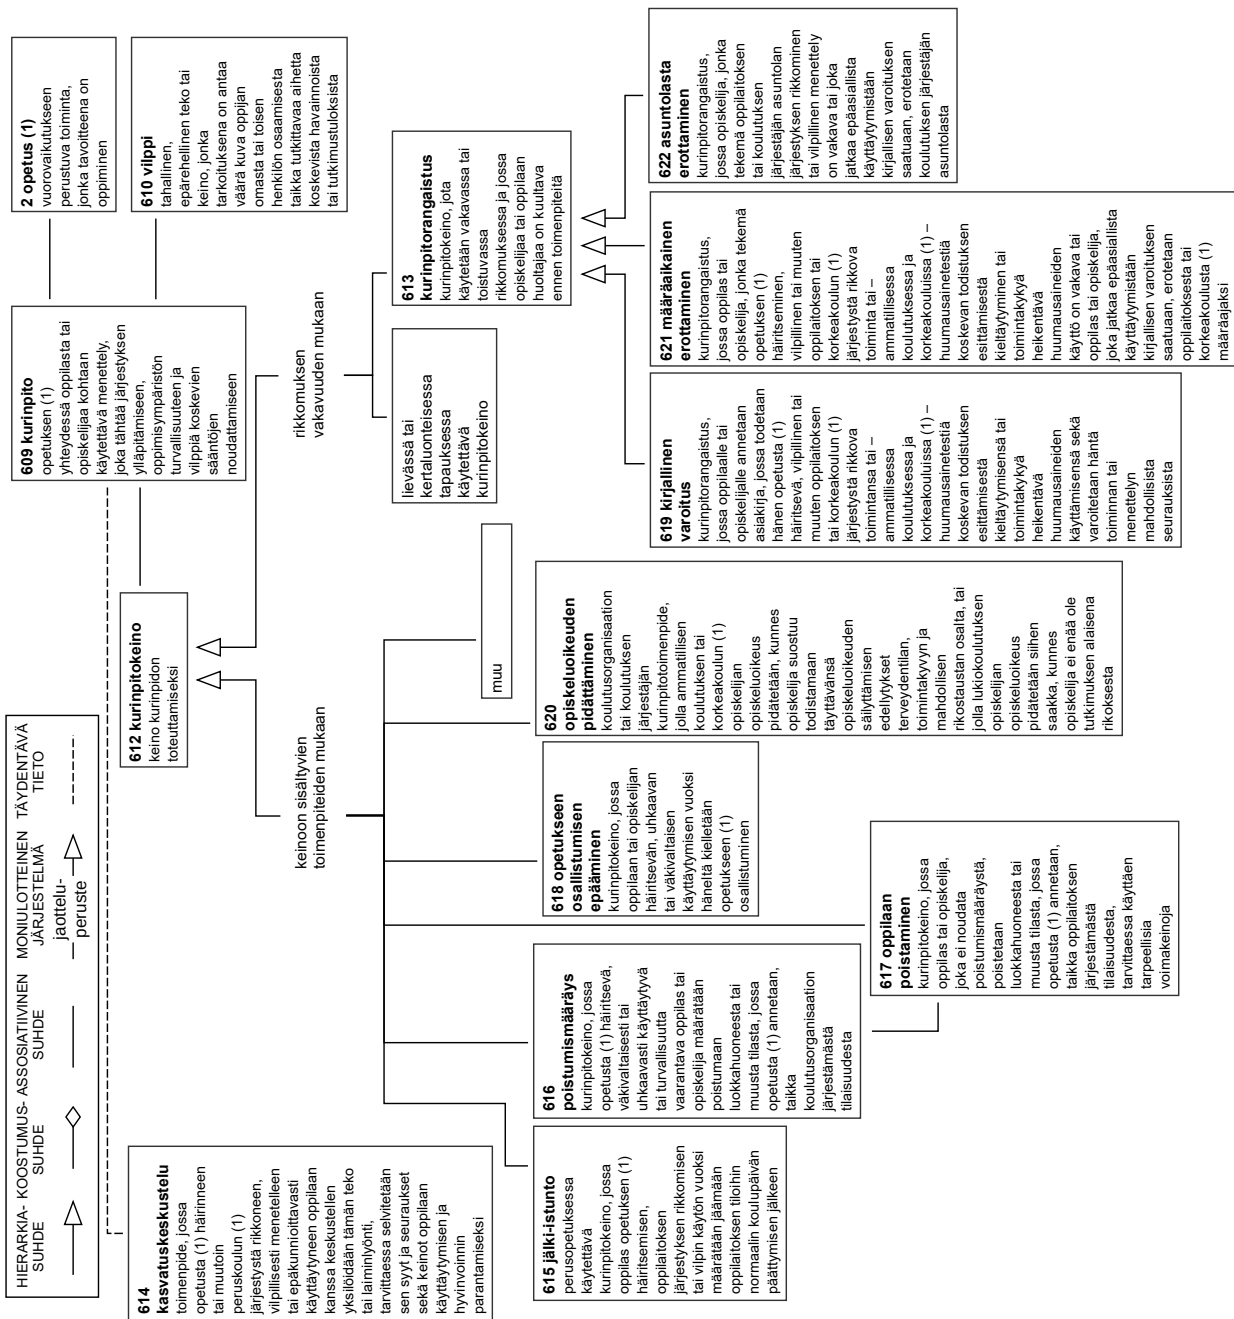 HIERARKIA-
SUHDE
KOOSTUMUS-
SUHDE
ASSOSIATIIVINEN
SUHDE
MONIULOTTEINEN
JÄRJESTELMÄ
jaottelu-
peruste
TÄYDENTÄVÄ
TIETO
2 opetus (1)
vuorovaikutukseen
perustuva toiminta,
jonka tavoitteena on
oppiminen
609 kurinpito
opetuksen (1)
yhteydessä oppilasta tai
opiskelijaa kohtaan
käytettävä menettely,
joka tähtää järjestyksen
ylläpitämiseen,
oppimisympäristön
turvallisuuteen ja
vilppiä koskevien
sääntöjen
noudattamiseen
610 vilppi
tahallinen,
epärehellinen teko tai
keino, jonka
tarkoituksena on antaa
väärä kuva oppijan
omasta tai toisen
henkilön osaamisesta
taikka tutkittavaa aihetta
koskevista havainnoista
tai tutkimustuloksista
612 kurinpitokeino
keino kurinpidon
toteuttamiseksi
614
kasvatuskeskustelu
toimenpide, jossa
opetusta (1) häirinneen
tai muutoin
peruskoulun (1)
järjestystä rikkoneen,
vilpillisesti menetelleen
tai epäkunnioittavasti
käyttäytyneen oppilaan
kanssa keskustellen
yksilöidään tämän teko
tai laiminlyönti,
tarvittaessa selvitetään
sen syyt ja seuraukset
sekä keinot oppilaan
käyttäytymisen ja
hyvinvoinnin
parantamiseksi
keinoon sisältyvien
toimenpiteiden mukaan
rikkomuksen
vakavuuden mukaan
lievässä tai
kertaluonteisessa
tapauksessa
käytettävä
kurinpitokeino
613
kurinpitorangaistus
kurinpitokeino, jota
käytetään vakavassa tai
toistuvassa
rikkomuksessa ja jossa
opiskelijaa tai oppilaan
huoltajaa on kuultava
ennen toimenpiteitä
muu
615 jälki-istunto
perusopetuksessa
käytettävä
kurinpitokeino, jossa
oppilas opetuksen (1)
häiritsemisen,
oppilaitoksen
järjestyksen rikkomisen
tai vilpin käytön vuoksi
määrätään jäämään
oppilaitoksen tiloihin
normaalin koulupäivän
päättymisen jälkeen
616
poistumismääräys
kurinpitokeino, jossa
opetusta (1) häiritsevä,
väkivaltaisesti tai
uhkaavasti käyttäytyvä
tai turvallisuutta
vaarantava oppilas tai
opiskelija määrätään
poistumaan
luokkahuoneesta tai
muusta tilasta, jossa
opetusta (1) annetaan,
taikka
koulutusorganisaation
järjestämästä
tilaisuudesta
618 opetukseen
osallistumisen
epääminen
kurinpitokeino, jossa
oppilaan tai opiskelijan
häiritsevän, uhkaavan
tai väkivaltaisen
käyttäytymisen vuoksi
häneltä kielletään
opetukseen (1)
osallistuminen
620
opiskeluoikeuden
pidättäminen
koulutusorganisaation
tai koulutuksen
järjestäjän
kurinpitotoimenpide,
jolla ammatillisen
koulutuksen tai
korkeakoulun (1)
opiskelijan
opiskeluoikeus
pidätetään, kunnes
opiskelija suostuu
todistamaan
täyttävänsä
opiskeluoikeuden
säilyttämisen
edellytykset
terveydentilan,
toimintakyvyn ja
mahdollisen
rikostaustan osalta, tai
jolla lukiokoulutuksen
opiskelijan
opiskeluoikeus
pidätetään siihen
saakka, kunnes
opiskelija ei enää ole
tutkimuksen alaisena
rikoksesta
617 oppilaan
poistaminen
kurinpitokeino, jossa
oppilas tai opiskelija,
joka ei noudata
poistumismääräystä,
poistetaan
luokkahuoneesta tai
muusta tilasta, jossa
opetusta (1) annetaan,
taikka oppilaitoksen
järjestämästä
tilaisuudesta,
tarvittaessa käyttäen
tarpeellisia
voimakeinoja
619 kirjallinen
varoitus
kurinpitorangaistus,
jossa oppilaalle tai
opiskelijalle annetaan
asiakirja, jossa todetaan
hänen opetusta (1)
häiritsevä, vilpillinen tai
muuten oppilaitoksen
tai korkeakoulun (1)
järjestystä rikkova
toimintansa tai –
ammatillisessa
koulutuksessa ja
korkeakouluissa (1) –
huumausainetestiä
koskevan todistuksen
esittämisestä
kieltäytymisensä tai
toimintakykyä
heikentävä
huumausaineiden
käyttämisensä sekä
varoitetaan häntä
toiminnan tai
menettelyn
mahdollisista
seurauksista
621 määräaikainen
erottaminen
kurinpitorangaistus,
jossa oppilas tai
opiskelija, jonka tekemä
opetuksen (1)
häiritseminen,
vilpillinen tai muuten
oppilaitoksen tai
korkeakoulun (1)
järjestystä rikkova
toiminta tai –
ammatillisessa
koulutuksessa ja
korkeakouluissa (1) –
huumausainetestiä
koskevan todistuksen
esittämisestä
kieltäytyminen tai
toimintakykyä
heikentävä
huumausaineiden
käyttö on vakava tai
oppilas tai opiskelija,
joka jatkaa epäasiallista
käyttäytymistään
kirjallisen varoituksen
saatuaan, erotetaan
oppilaitoksesta tai
korkeakoulusta (1)
määräajaksi
622 asuntolasta
erottaminen
kurinpitorangaistus,
jossa opiskelija, jonka
tekemä oppilaitoksen
tai koulutuksen
järjestäjän asuntolan
järjestyksen rikkominen
tai vilpillinen menettely
on vakava tai joka
jatkaa epäasiallista
käyttäytymistään
kirjallisen varoituksen
saatuaan, erotetaan
koulutuksen järjestäjän
asuntolasta